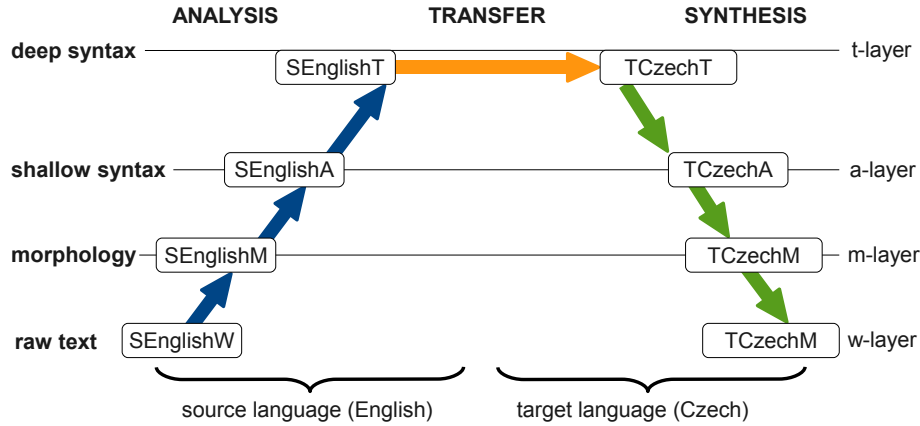 ANALYSIS TRANSFER SYNTHESIS
deep syntax t-layer
SEnglishT TCzechT
shallow syntax SEnglishA TCzechA a-layer
morphology SEnglishM TCzechM m-layer
raw text SEnglishW TCzechM w-layer
source language (English) target language (Czech)